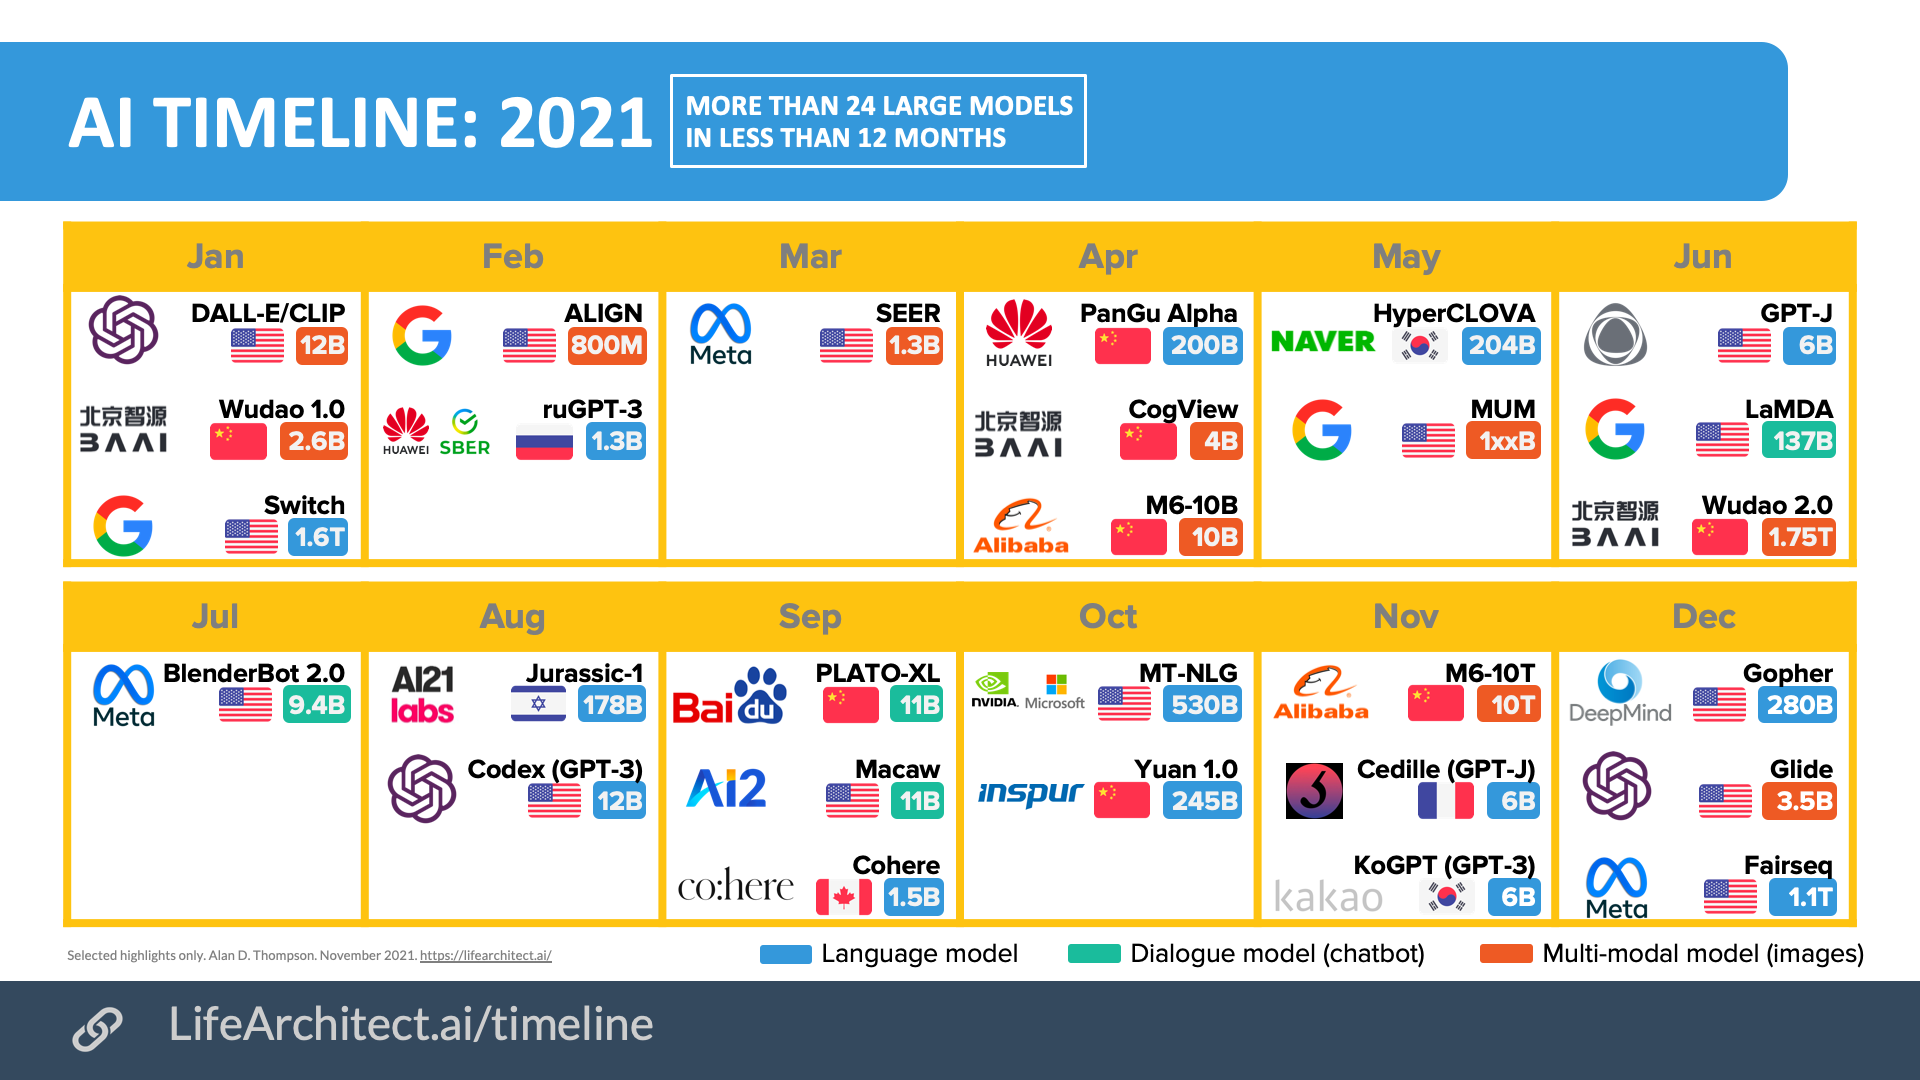 AI TIMELINE: 2021
MORE THAN 24 LARGE MODELS
IN LESS THAN 12 MONTHS
Jan
DALL-E/CLIP
12B
北京智源
BAAI
Wudao 1.0
2.6B
Switch
1.6T
Feb
ALIGN
800M
HUAWEI
SBER
ruGPT-3
1.3B
Mar
Meta
SEER
1.3B
Apr
HUAWEI
PanGu Alpha
200B
北京智源
BAAI
CogView
4B
Alibaba
M6-10B
10B
May
NAVER
HyperCLOVA
204B
MUM
1xxB
Jun
GPT-J
6B
LaMDA
137B
北京智源
BAAI
Wudao 2.0
1.75T
Jul
Meta
BlenderBot 2.0
9.4B
Aug
AI21
labs
Jurassic-1
178B
Codex (GPT-3)
12B
Sep
Baidu
PLATO-XL
11B
Ai2
Macaw
11B
co:here
Cohere
1.5B
Oct
NVIDIA.
Microsoft
MT-NLG
530B
inspur
Yuan 1.0
245B
Nov
Alibaba
M6-10T
10T
6
Cedille (GPT-J)
6B
kakao
KoGPT (GPT-3)
6B
Dec
DeepMind
Gopher
280B
Glide
3.5B
Meta
Fairseq
1.1T
Selected highlights only. Alan D. Thompson. November 2021. https://lifearchitect.ai/
Language model
Dialogue model (chatbot)
Multi-modal model (images)
LifeArchitect.ai/timeline